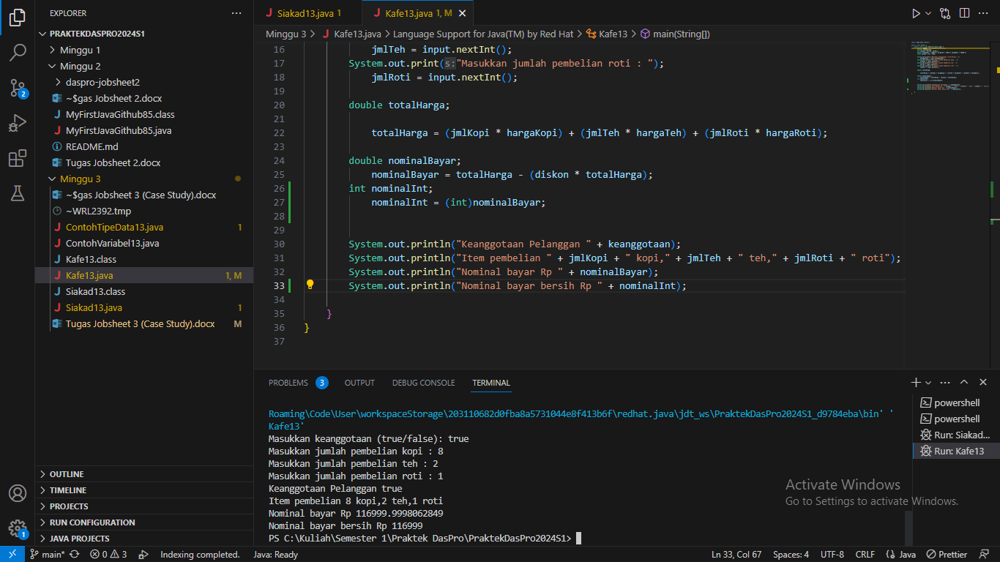 EXPLORER
PRAKTEKDASPRO2024S1
Minggu 1
Minggu 2
daspro-jobsheet2
~$gas Jobsheet 2.docx
MyFirstJavaGithub85.class
MyFirstJavaGithub85.java
README.md
Tugas Jobsheet 2.docx
Minggu 3
~$gas Jobsheet 3 (Case Study).docx
~WRL2392.tmp
ContohTipeData13.java 1
ContohVariabel13.java
Kafe13.class
Kafe13.java 1, M
Siakad13.class
Siakad13.java 1
Tugas Jobsheet 3 (Case Study).docx M
OUTLINE
TIMELINE
PROJECTS
RUN CONFIGURATION
JAVA PROJECTS
2
1
Siakad13.java 1
Kafe13.java 1, M
Minggu 3 > Kafe13.java > Language Support for Java(TM) by Red Hat > Kafe13 > main(String[])
16 jmlTeh = input.nextInt();
17 System.out.print(s:"Masukkan jumlah pembelian roti : ");
18 jmlRoti = input.nextInt();
19
20 double totalHarga;
21
22 totalHarga = (jmlKopi * hargaKopi) + (jmlTeh * hargaTeh) + (jmlRoti * hargaRoti);
23
24 double nominalBayar;
25 nominalBayar = totalHarga - (diskon * totalHarga);
26 int nominalInt;
27 nominalInt = (int)nominalBayar;
28
29
30 System.out.println("Keanggotaan Pelanggan " + keanggotaan);
31 System.out.println("Item pembelian " + jmlKopi + " kopi," + jmlTeh + " teh," + jmlRoti + " roti");
32 System.out.println("Nominal bayar Rp " + nominalBayar);
33 System.out.println("Nominal bayar bersih Rp " + nominalInt);
34
35 }
36 }
37
PROBLEMS 3 OUTPUT DEBUG CONSOLE TERMINAL
Roaming\Code\User\workspaceStorage\203110682d0fba8a5731044e8f413b6f\redhat.java\jdt_ws\PraktekDasPro2024S1_d9784eba\bin' '
Kafe13'
Masukkan keanggotaan (true/false): true
Masukkan jumlah pembelian kopi : 8
Masukkan jumlah pembelian teh : 2
Masukkan jumlah pembelian roti : 1
Keanggotaan Pelanggan true
Item pembelian 8 kopi,2 teh,1 roti
Nominal bayar Rp 116999.9998062849
Nominal bayar bersih Rp 116999
PS C:\Kuliah\Semester 1\Praktek DasPro\PraktekDasPro2024S1>
powershell
powershell
Run: Siakad...
Run: Kafe13
Activate Windows
Go to Settings to activate Windows.
main* 0 3 Indexing completed. Java: Ready Ln 33, Col 67 Spaces: 4 UTF-8 CRLF {} Java Prettier